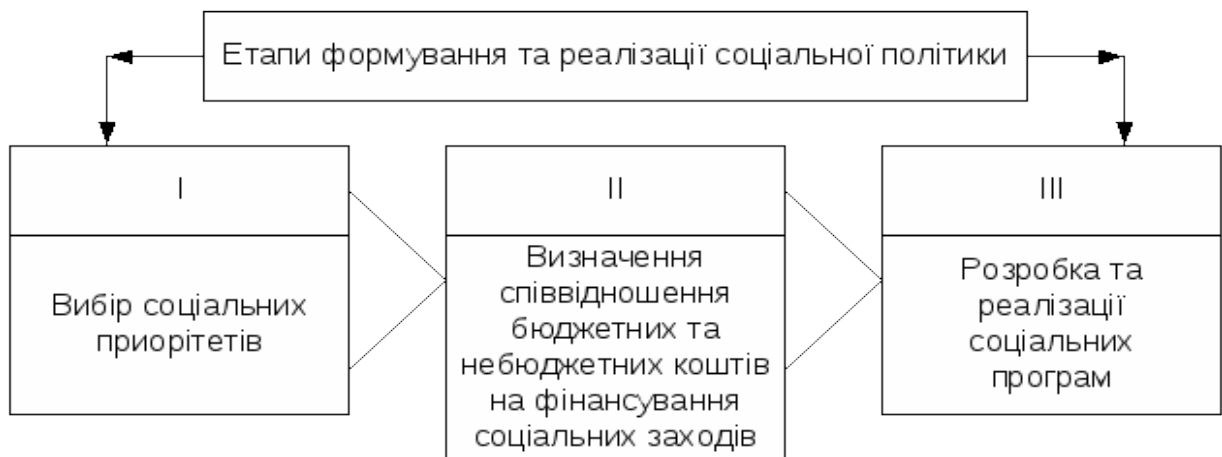 Етапи формування та реалізації соціальної політики
I
Вибір соціальних
приорітетів
II
Визначення
співвідношення
бюджетних та
небюджетних коштів
на фінансування
соціальних заходів
III
Розробка та
реалізації
соціальних
програм